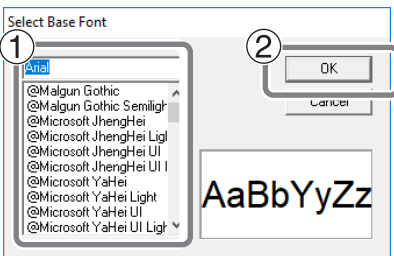 Select Base Font
1
Arial
@Malgun Gothic
@Malgun Gothic Semiligh
@Microsoft JhengHei
@Microsoft JhengHei Ligl
@Microsoft JhengHei UI
@Microsoft JhengHei UI l
@Microsoft YaHei
@Microsoft YaHei Light
@Microsoft YaHei UI
@Microsoft YaHei UI Ligh
2
OK
Cancel
AaBbYyZz